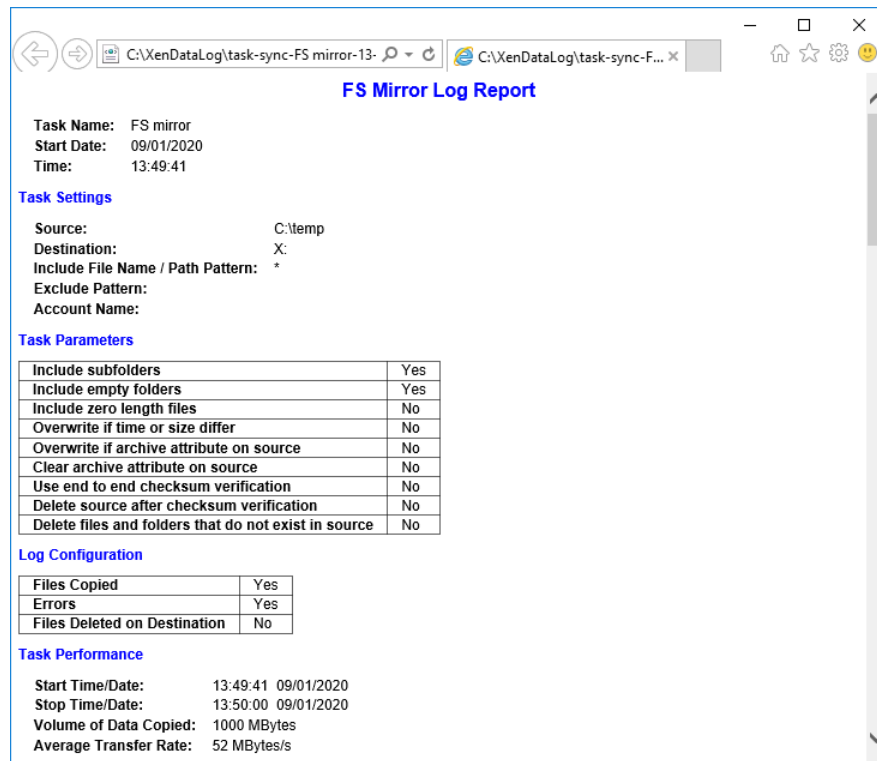 C:\XenDataLog\task-sync-FS mirror-13-
C:\XenDataLog\task-sync-F...
FS Mirror Log Report
Task Name: FS mirror
Start Date: 09/01/2020
Time: 13:49:41
Task Settings
Source: C:\temp
Destination: X:
Include File Name / Path Pattern: *
Exclude Pattern:
Account Name:
Task Parameters
Include subfolders Yes
Include empty folders Yes
Include zero length files No
Overwrite if time or size differ No
Overwrite if archive attribute on source No
Clear archive attribute on source No
Use end to end checksum verification No
Delete source after checksum verification No
Delete files and folders that do not exist in source No
Log Configuration
Files Copied Yes
Errors Yes
Files Deleted on Destination No
Task Performance
Start Time/Date: 13:49:41 09/01/2020
Stop Time/Date: 13:50:00 09/01/2020
Volume of Data Copied: 1000 MBytes
Average Transfer Rate: 52 MBytes/s